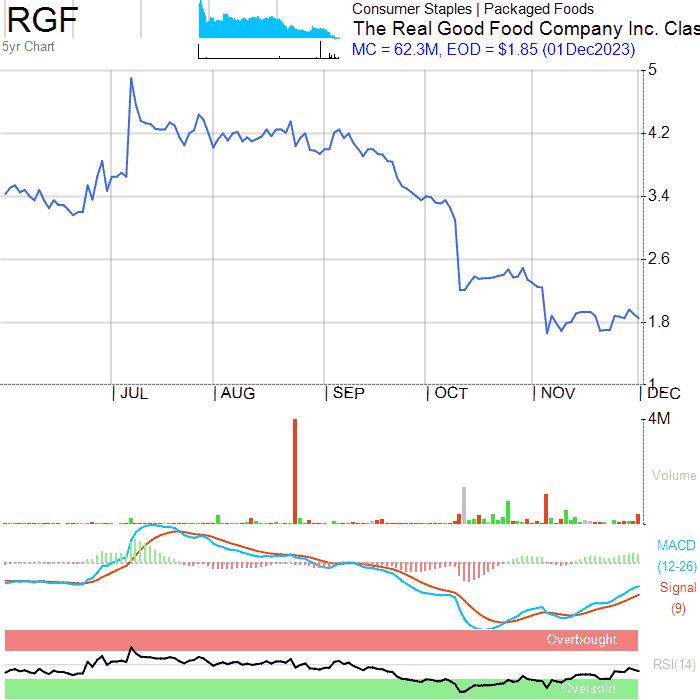 RGF
5yr Chart
Consumer Staples | Packaged Foods
The Real Good Food Company Inc. Clas
MC = 62.3M, EOD = $1.85 (01Dec2023)
5
4.2
3.4
2.6
1.8
1
JUL AUG SEP OCT NOV DEC
4M
Volume
MACD
(12-26)
Signal
(9)
Overbought
RSI(14)
Oversold